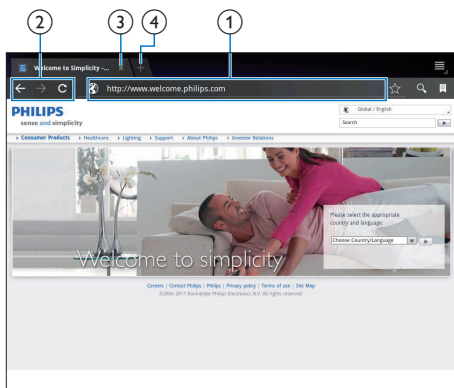 2 3 4 1
Welcome to Simplicity -...
http://www.welcome.philips.com
PHILIPS
sense and simplicity
Global / English
Search
Consumer Products Healthcare Lighting Support About Philips Investor Relations
Please select the appropriate
country and language:
Choose Country/Language
Welcome to simplicity
Careers | Contact Philips | Philips | Privacy policy | Terms of use | Site Map
©2004-2011 Koninklijke Philips Electronics N.V. All rights reserved.